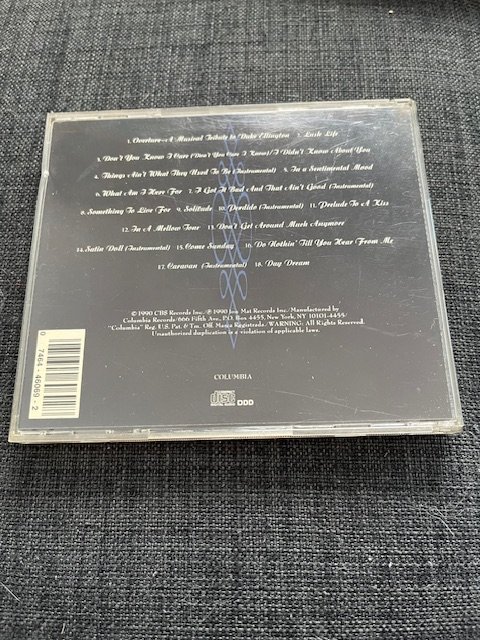 1. Overture-A Musical Tribute to Duke Ellington 2. Lush Life
3. Don't You Know I Care (Don't You Care I Know)/I Didn't Know About You
4. Things Ain't What They Used To Be (Instrumental) 5. In a Sentimental Mood
6. What Am I Here For 7. I Got It Bad And That Ain't Good (Instrumental)
8. Something To Live For 9. Solitude 10. Perdido (Instrumental) 11. Prelude To A Kiss
12. In A Mellow Tone 13. Don't Get Around Much Anymore
14. Satin Doll (Instrumental) 15. Come Sunday 16. Do Nothin' Till You Hear From Me
17. Caravan (Instrumental) 18. Day Dream
© 1990 CBS Records Inc./℗ 1990 Jon Mat Records Inc./Manufactured by
Columbia Records/666 Fifth Ave., P.O. Box 4455, New York, NY 10101-4455/
"Columbia" Reg. U.S. Pat. & Tm. Off. Marca Registrada./WARNING: All Rights Reserved.
Unauthorized duplication is a violation of applicable laws.
COLUMBIA
COMPACT
disc
DIGITAL AUDIO
DDD
0 7464-46089-2